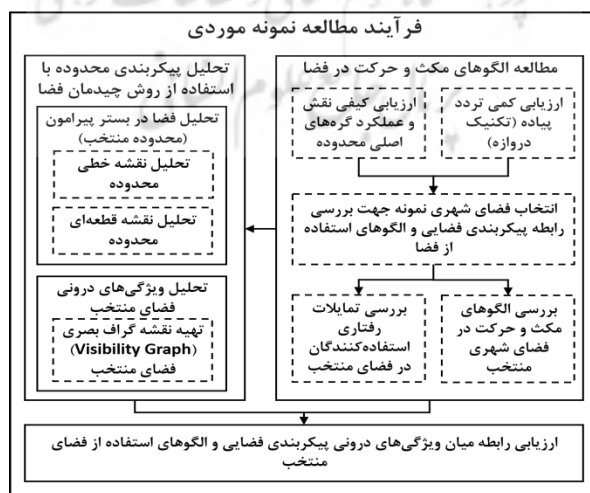 فرآیند مطالعه نمونه موردی
مطالعه الگوهای مکث و حرکت در فضا
ارزیابی کمی تردد
پیاده (تکنیک
دروازه)
ارزیابی کیفی نقش
و عملکرد گره‌های
اصلی محدوده
انتخاب فضای شهری نمونه جهت بررسی
رابطه پیکربندی فضایی و الگوهای استفاده
از فضا
بررسی الگوهای
مکث و حرکت در
فضای شهری
منتخب
بررسی تمایلات
رفتاری
استفاده‌کنندگان
در فضای منتخب
تحلیل پیکربندی محدوده با
استفاده از روش چیدمان فضا
تحلیل فضا در بستر پیرامون
(محدوده منتخب)
تحلیل نقشه خطی
محدوده
تحلیل نقشه قطعه‌ای
محدوده
تحلیل ویژگی‌های درونی
فضای منتخب
تهیه نقشه گراف بصری
(Visibility Graph)
فضای منتخب
ارزیابی رابطه میان ویژگی‌های درونی پیکربندی فضایی و الگوهای استفاده از فضای
منتخب